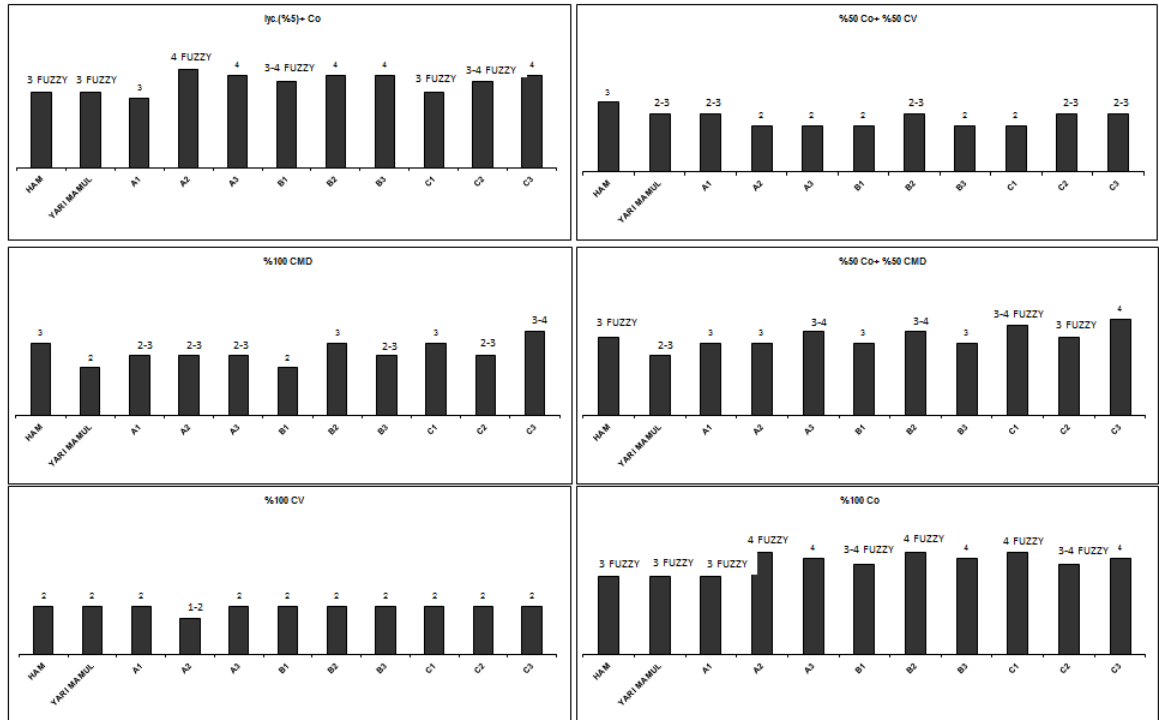 lyc.(%5)+ Co
3 FUZZY 3 FUZZY 3 4 FUZZY 4 3-4 FUZZY 4 4 3 FUZZY 3-4 FUZZY 4
HAM YARI MAMUL A1 A2 A3 B1 B2 B3 C1 C2 C3
%50 Co+ %50 CV
3 2-3 2-3 2 2 2 2-3 2 2 2-3 2-3
HAM YARI MAMUL A1 A2 A3 B1 B2 B3 C1 C2 C3
%100 CMD
3 2 2-3 2-3 2-3 2 3 2-3 3 2-3 3-4
HAM YARI MAMUL A1 A2 A3 B1 B2 B3 C1 C2 C3
%50 Co+ %50 CMD
3 FUZZY 2-3 3 3 3-4 3 3-4 3 3-4 FUZZY 3 FUZZY 4
HAM YARI MAMUL A1 A2 A3 B1 B2 B3 C1 C2 C3
%100 CV
2 2 2 1-2 2 2 2 2 2 2 2
HAM YARI MAMUL A1 A2 A3 B1 B2 B3 C1 C2 C3
%100 Co
3 FUZZY 3 FUZZY 3 FUZZY 4 FUZZY 4 3-4 FUZZY 4 FUZZY 4 4 FUZZY 3-4 FUZZY 4
HAM YARI MAMUL A1 A2 A3 B1 B2 B3 C1 C2 C3